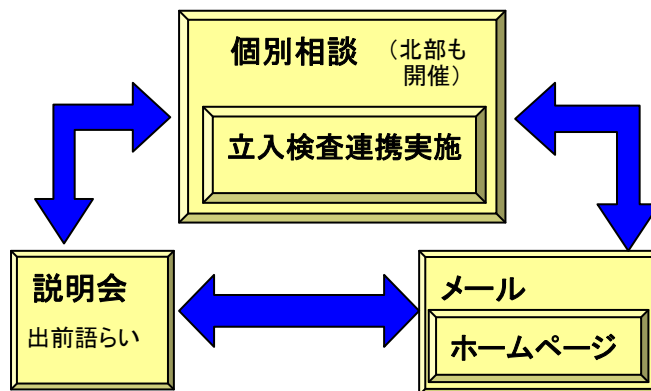 個別相談 （北部も
開催）
立入検査連携実施
説明会
出前語らい
メール
ホームページ